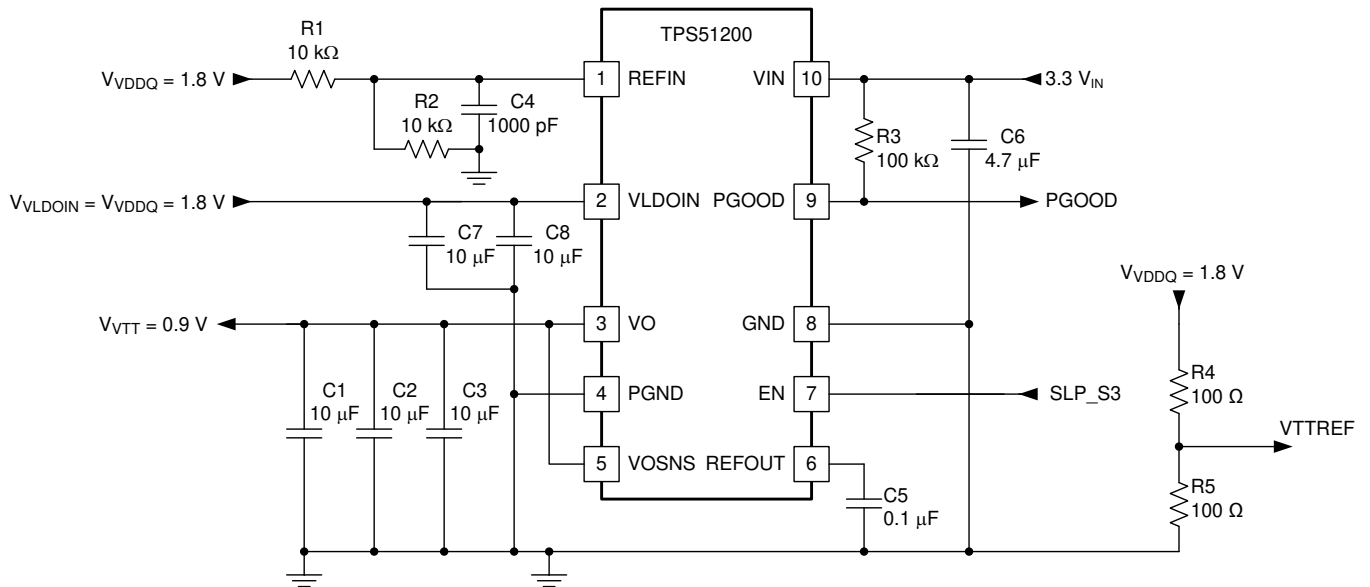 TPS51200
R1
10 kΩ
V_VDDQ = 1.8 V
1
REFIN
VIN
10
3.3 V_IN
R2
10 kΩ
C4
1000 pF
R3
100 kΩ
C6
4.7 µF
V_VLDOIN = V_VDDQ = 1.8 V
2
VLDOIN
PGOOD
9
PGOOD
C7
10 µF
C8
10 µF
V_VDDQ = 1.8 V
V_VTT = 0.9 V
3
VO
GND
8
C1
10 µF
C2
10 µF
C3
10 µF
4
PGND
EN
7
SLP_S3
R4
100 Ω
VTTREF
5
VOSNS
REFOUT
6
C5
0.1 µF
R5
100 Ω